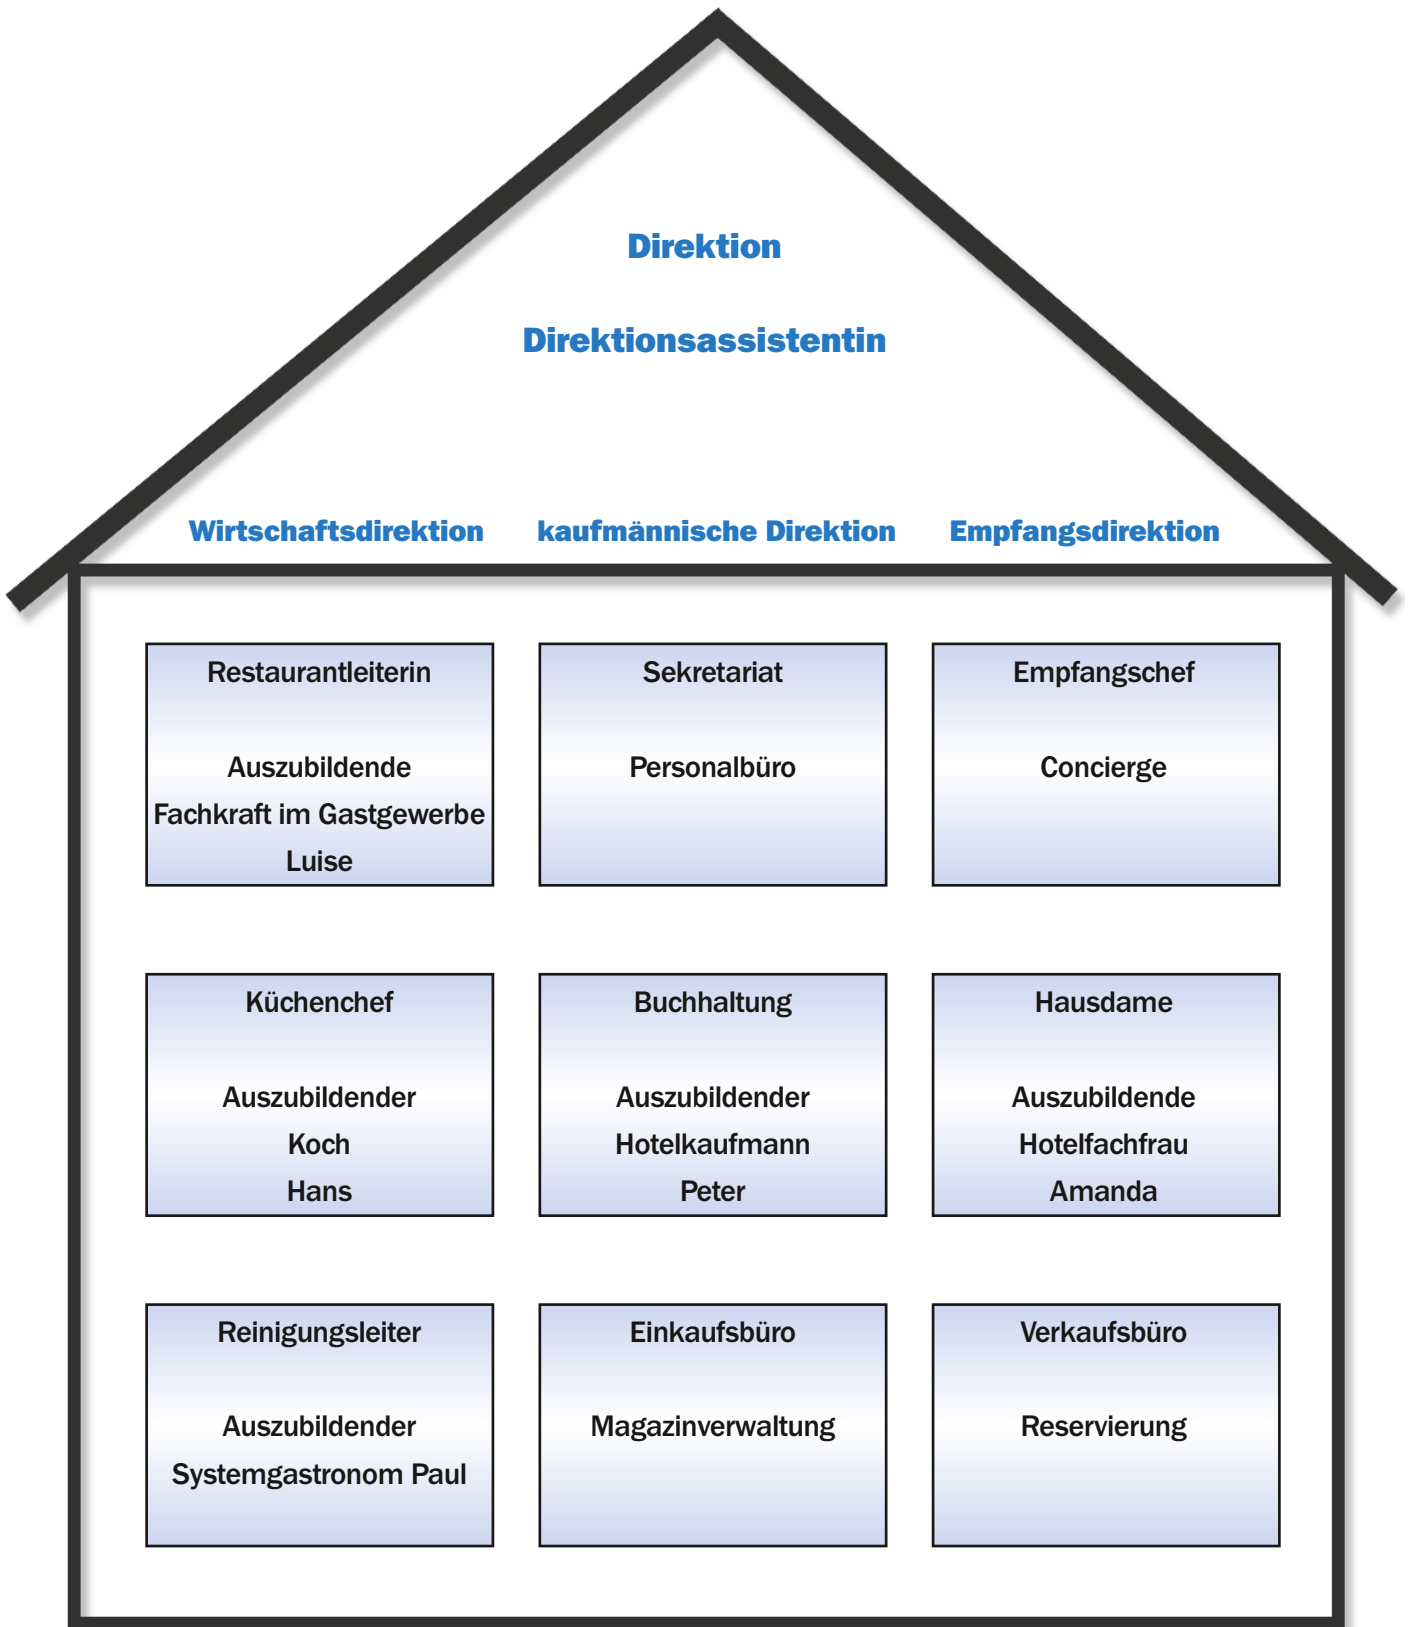 Direktion
Direktionsassistentin
Wirtschaftsdirektion
kaufmännische Direktion
Empfangsdirektion
Restaurantleiterin
Auszubildende
Fachkraft im Gastgewerbe
Luise
Sekretariat
Personalbüro
Empfangschef
Concierge
Küchenchef
Auszubildender
Koch
Hans
Buchhaltung
Auszubildender
Hotelkaufmann
Peter
Hausdame
Auszubildende
Hotelfachfrau
Amanda
Reinigungsleiter
Auszubildender
Systemgastronom Paul
Einkaufsbüro
Magazinverwaltung
Verkaufsbüro
Reservierung